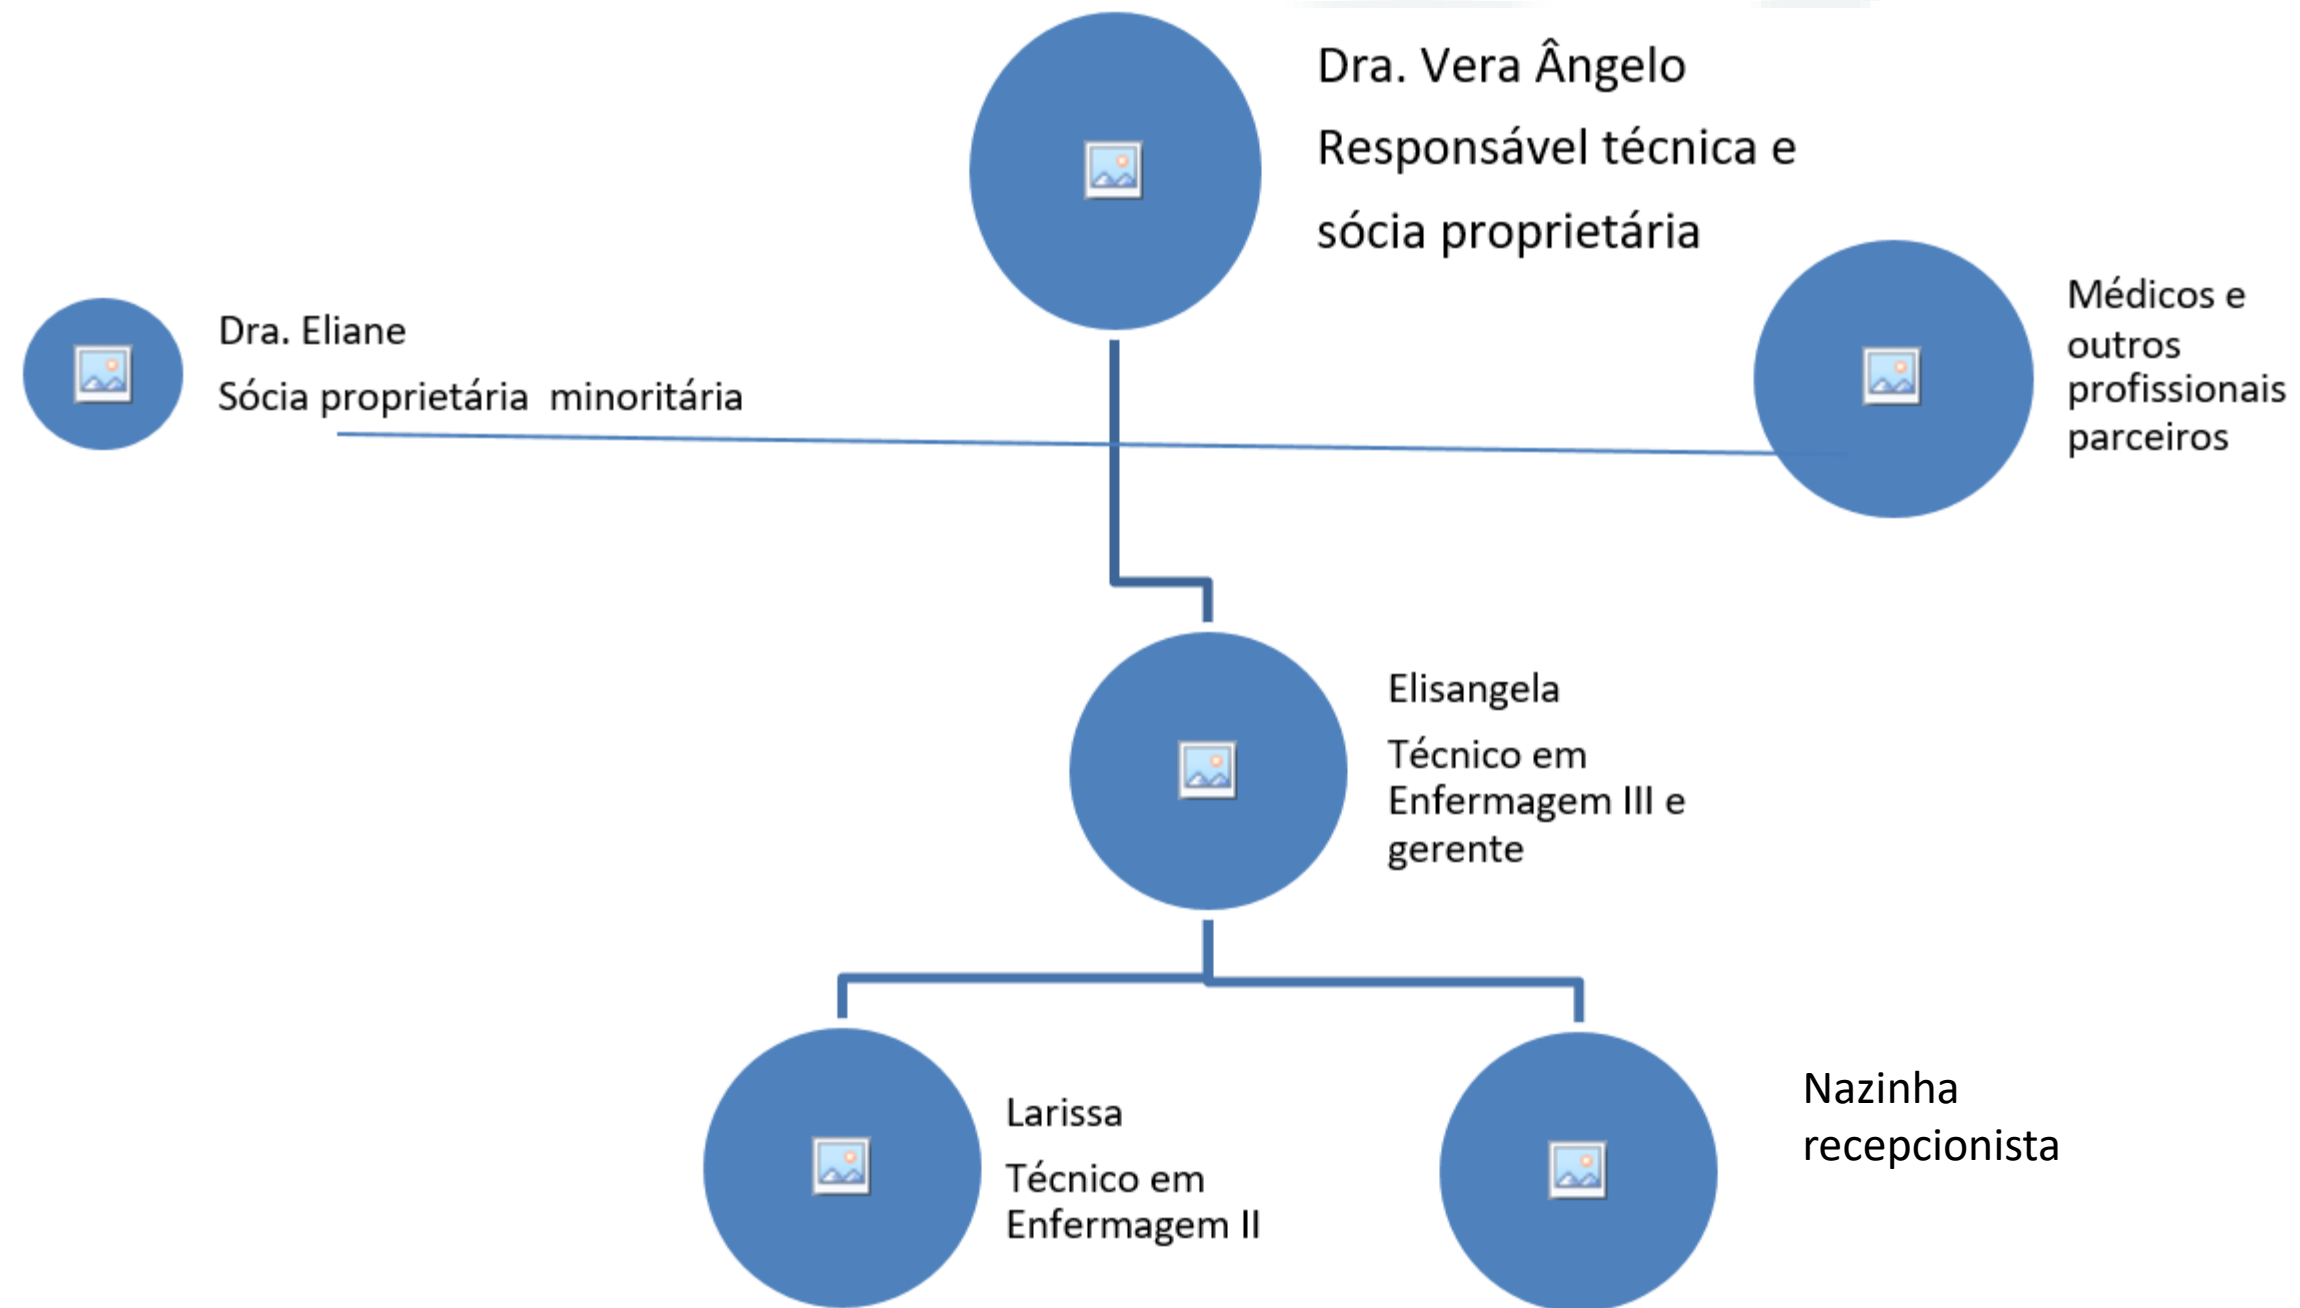 Dra. Vera Ângelo
Responsável técnica e
sócia proprietária
Dra. Eliane
Sócia proprietária  minoritária
Médicos e
outros
profissionais
parceiros
Elisangela
Técnico em
Enfermagem III e
gerente
Larissa
Técnico em
Enfermagem II
Nazinha
recepcionista